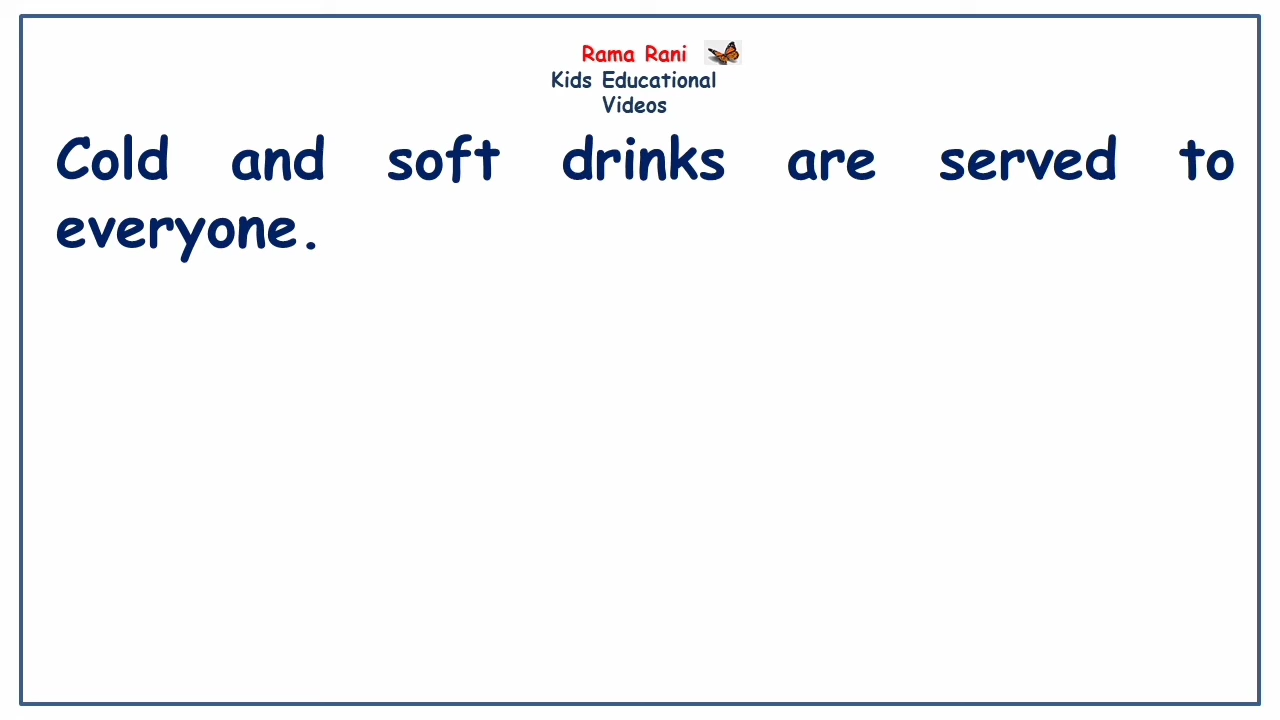 Rama Rani
Kids Educational
Videos
Cold and soft drinks are served to
everyone.